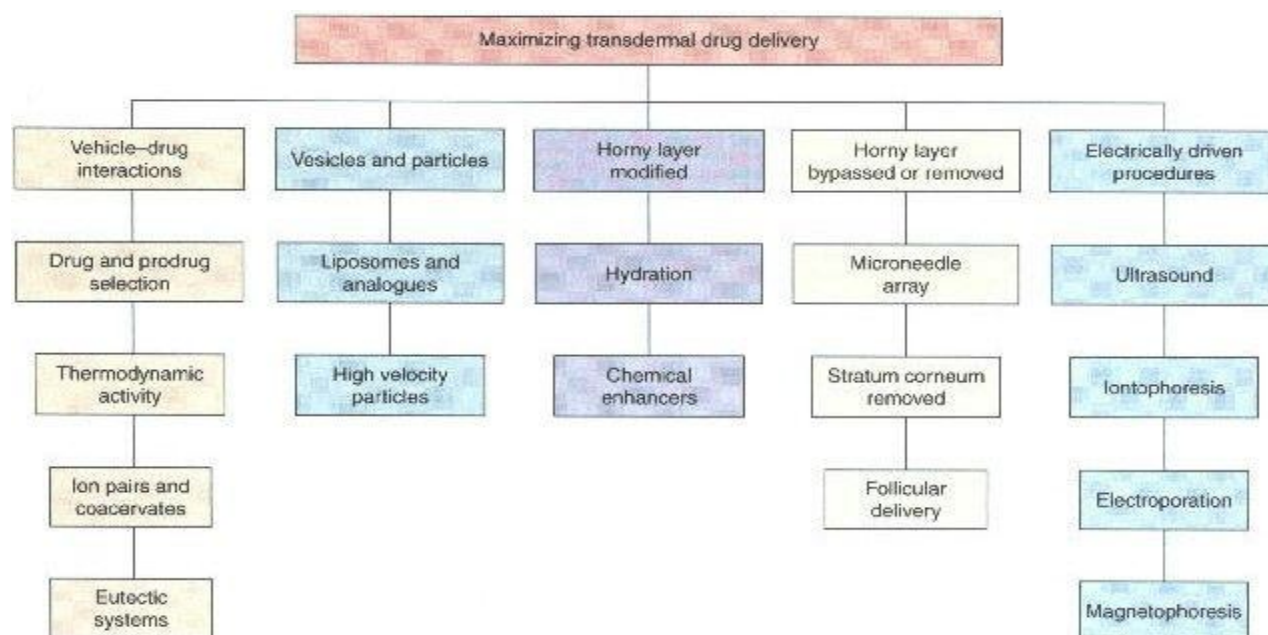 Maximizing transdermal drug delivery
Vehicle–drug
interactions
Vesicles and particles
Horny layer
modified
Horny layer
bypassed or removed
Electrically driven
procedures
Drug and prodrug
selection
Liposomes and
analogues
Hydration
Microneedle
array
Ultrasound
Thermodynamic
activity
High velocity
particles
Chemical
enhancers
Stratum corneum
removed
Iontophoresis
Ion pairs and
coacervates
Follicular
delivery
Electroporation
Eutectic
systems
Magnetophoresis